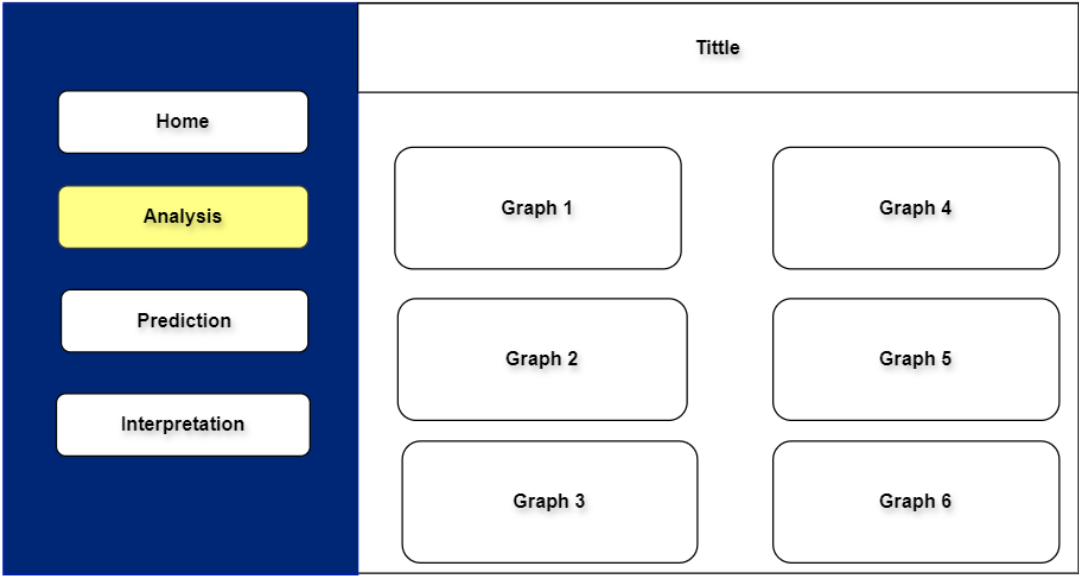 Tittle
Home
Analysis
Prediction
Interpretation
Graph 1
Graph 4
Graph 2
Graph 5
Graph 3
Graph 6